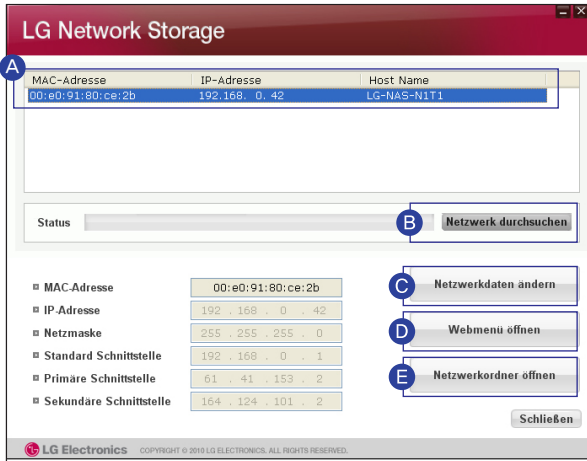 LG Network Storage
A
MAC-Adresse IP-Adresse Host Name
00:e0:91:80:ce:2b 192.168. 0. 42 LG-NAS-N1T1
Status B Netzwerk durchsuchen
MAC-Adresse 00:e0:91:80:ce:2b C Netzwerkdaten ändern
IP-Adresse 192 . 168 . 0 . 42
Netzmaske 255 . 255 . 255 . 0 D Webmenü öffnen
Standard Schnittstelle 192 . 168 . 0 . 1
Primäre Schnittstelle 61 . 41 . 153 . 2 E Netzwerkordner öffnen
Sekundäre Schnittstelle 164 . 124 . 101 . 2
Schließen
LG Electronics COPYRIGHT © 2010 LG ELECTRONICS. ALL RIGHTS RESERVED.